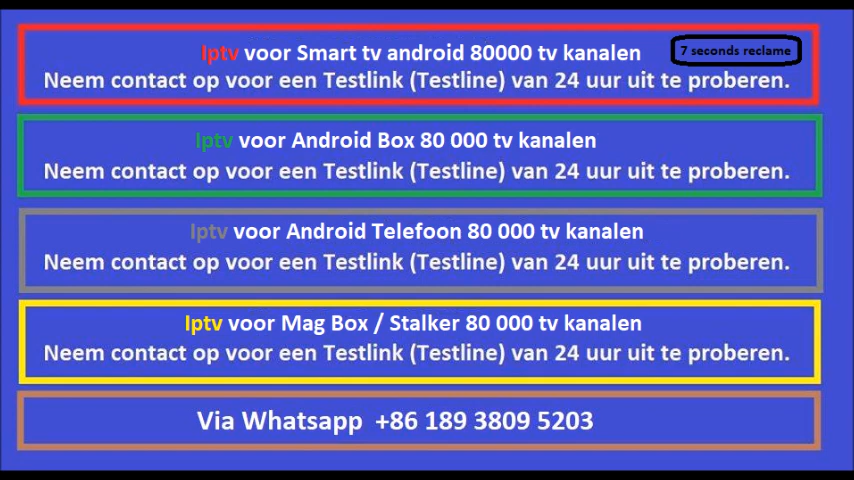 Iptv voor Smart tv android 80000 tv kanalen
7 seconds reclame
Neem contact op voor een Testlink (Testline) van 24 uur uit te proberen.
Iptv voor Android Box 80 000 tv kanalen
Neem contact op voor een Testlink (Testline) van 24 uur uit te proberen.
Iptv voor Android Telefoon 80 000 tv kanalen
Neem contact op voor een Testlink (Testline) van 24 uur uit te proberen.
Iptv voor Mag Box / Stalker 80 000 tv kanalen
Neem contact op voor een Testlink (Testline) van 24 uur uit te proberen.
Via Whatsapp +86 189 3809 5203